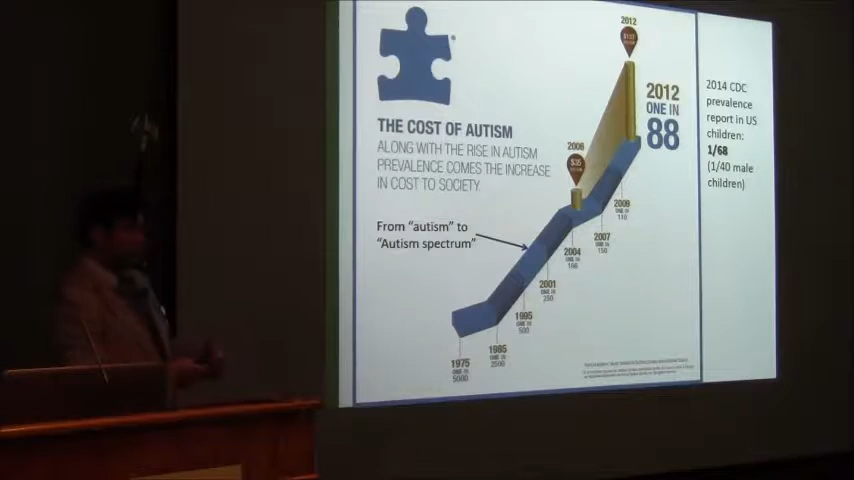 2012
2012
ONE IN
88
2014 CDC
prevalence
report in US
children:
1/68
(1/40 male
children)
THE COST OF AUTISM
ALONG WITH THE RISE IN AUTISM
PREVALENCE COMES THE INCREASE
IN COST TO SOCIETY.
2006
$35
From "autism" to
"Autism spectrum"
2009
ONE IN
110
2007
ONE IN
150
2004
ONE IN
166
2001
ONE IN
250
1995
ONE IN
500
1985
ONE IN
2500
1975
ONE IN
5000